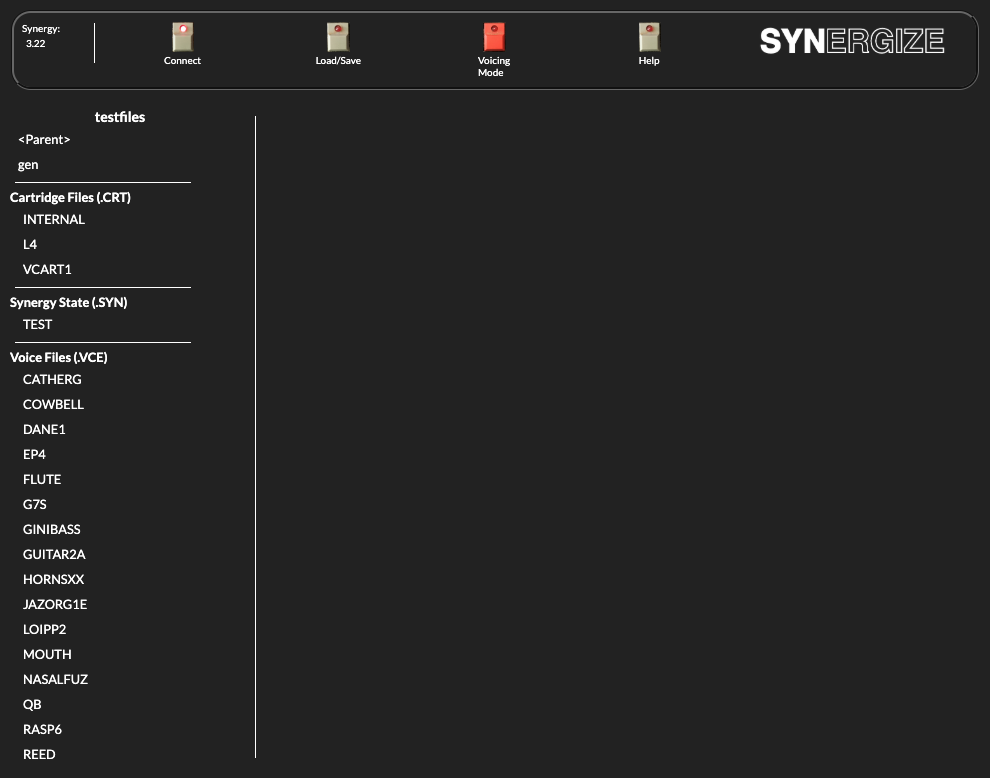 Synergy:
3.22
Connect
Load/Save
Voicing
Mode
Help
SYNERGIZE
testfiles
<Parent>
gen
Cartridge Files (.CRT)
INTERNAL
L4
VCART1
Synergy State (.SYN)
TEST
Voice Files (.VCE)
CATHERG
COWBELL
DANE1
EP4
FLUTE
G7S
GINIBASS
GUITAR2A
HORNSXX
JAZORG1E
LOIPP2
MOUTH
NASALFUZ
QB
RASP6
REED